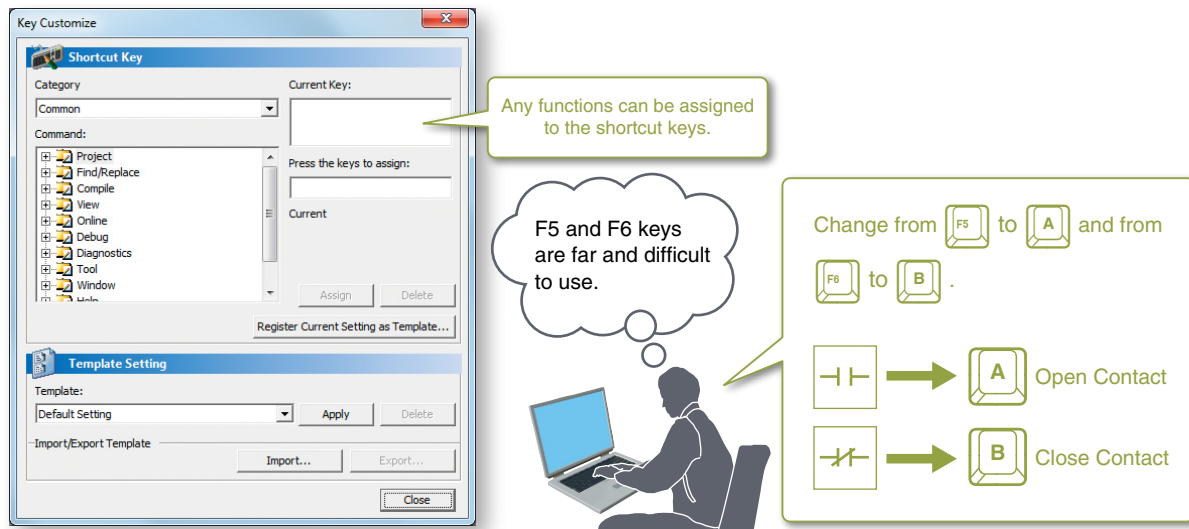 Key Customize
Shortcut Key
Category
Common
Command:
Project
Find/Replace
Compile
View
Online
Debug
Diagnostics
Tool
Window
Help
Current Key:
Press the keys to assign:
Current
Assign
Delete
Register Current Setting as Template...
Template Setting
Template:
Default Setting
Apply
Delete
Import/Export Template
Import...
Export...
Close
Any functions can be assigned
to the shortcut keys.
F5 and F6 keys
are far and difficult
to use.
Change from F5 to A and from
F6 to B .
A Open Contact
B Close Contact